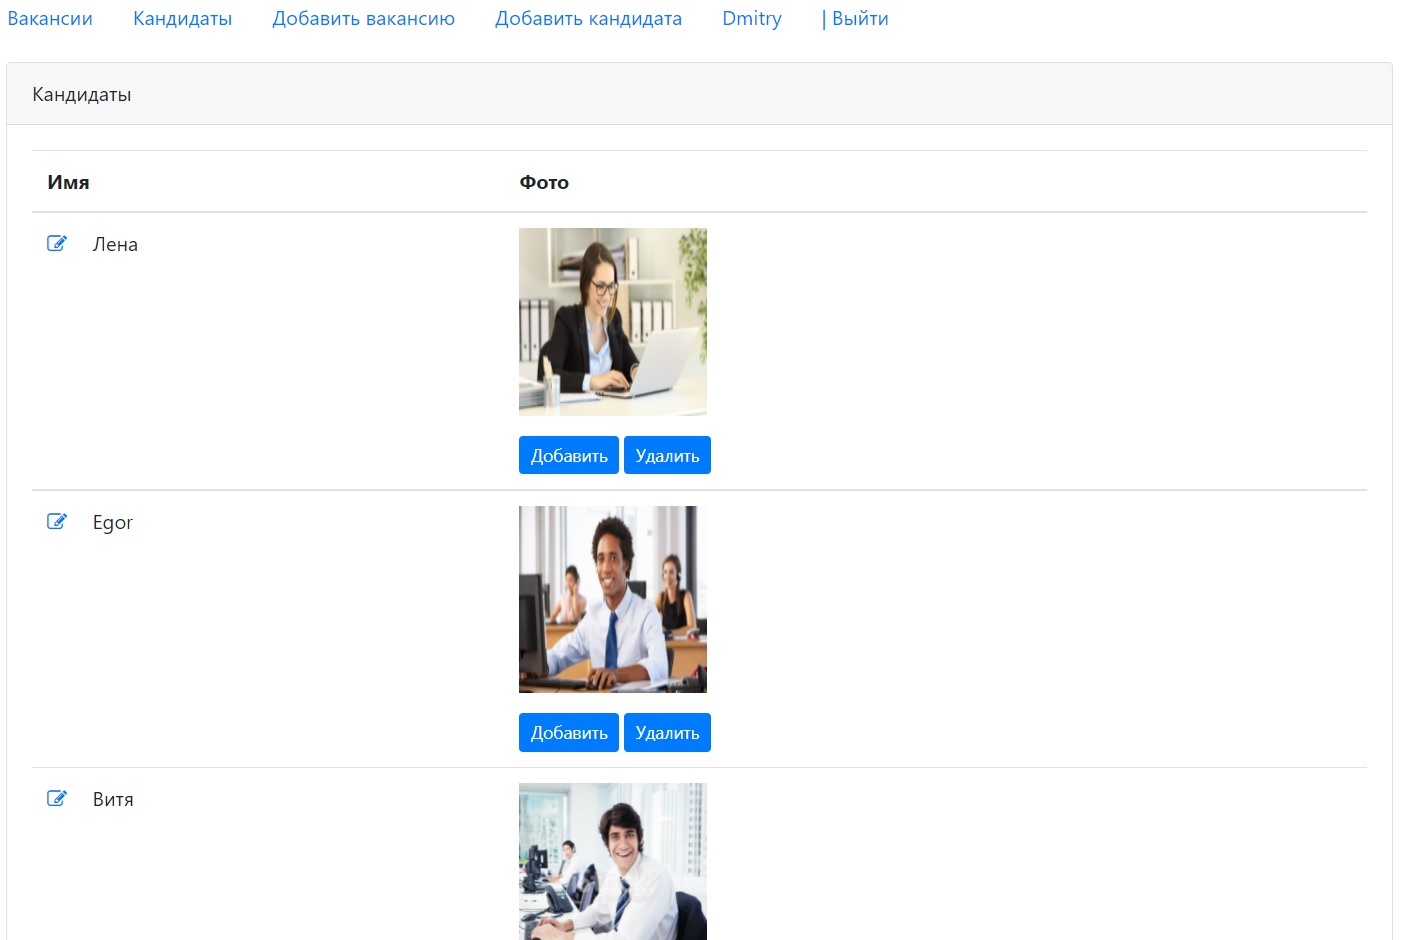 Вакансии Кандидаты Добавить вакансию Добавить кандидата Dmitry | Выйти
Кандидаты
Имя Фото
Лена
Добавить Удалить
Egor
Добавить Удалить
Витя